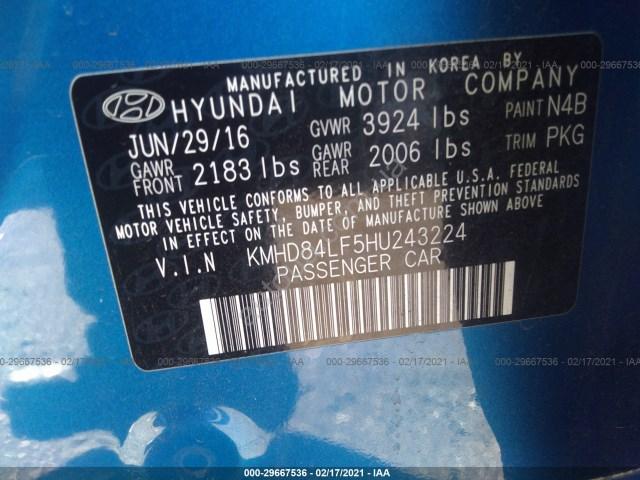 MANUFACTURED IN KOREA BY
HYUNDAI MOTOR COMPANY
JUN/29/16 GVWR 3924 lbs PAINT N4B
GAWR FRONT 2183 lbs GAWR REAR 2006 lbs TRIM PKG
THIS VEHICLE CONFORMS TO ALL APPLICABLE U.S.A. FEDERAL
MOTOR VEHICLE SAFETY, BUMPER, AND THEFT PREVENTION STANDARDS
IN EFFECT ON THE DATE OF MANUFACTURE SHOWN ABOVE
V.I.N KMHD84LF5HU243224
PASSENGER CAR
000-29667536 - 02/17/2021 - IAA